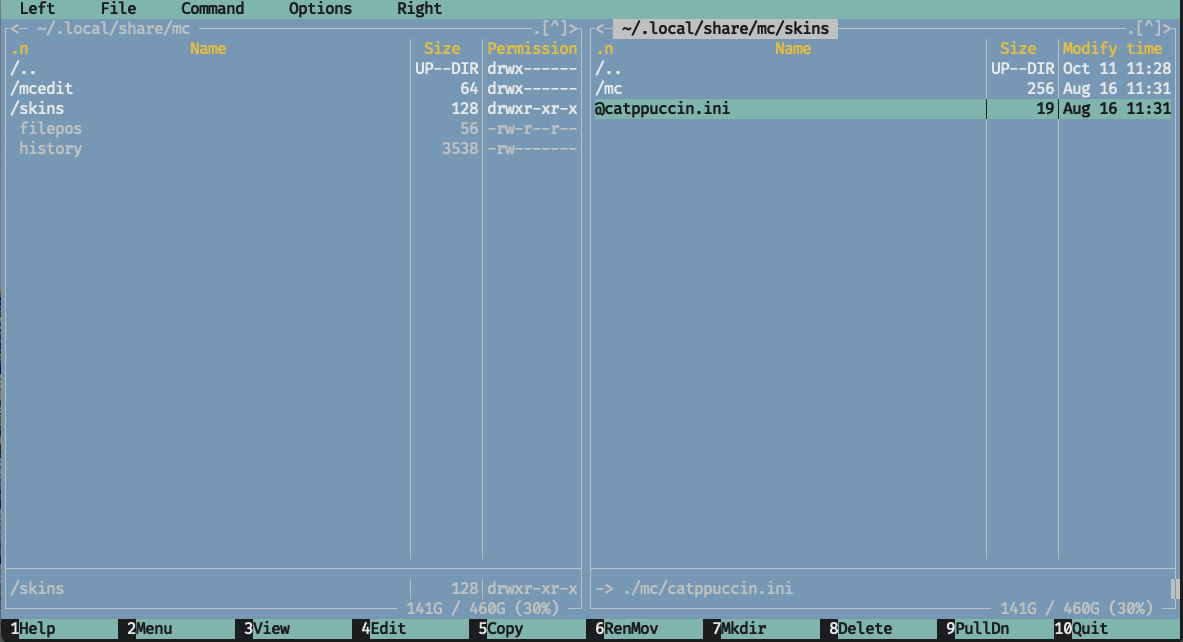 Left File Command Options Right
<- ~/.local/share/mc .[^]> <- ~/.local/share/mc/skins .[^]>
.n Name Size Permission .n Name Size Modify time
/.. UP--DIR drwx------ /.. UP--DIR Oct 11 11:28
/mcedit 64 drwx------ /mc 256 Aug 16 11:31
/skins 128 drwxr-xr-x @catppuccin.ini 19 Aug 16 11:31
filepos 56 -rw-r--r--
history 3538 -rw-------
/skins 128 drwxr-xr-x -> ./mc/catppuccin.ini
141G / 460G (30%) 141G / 460G (30%)
1Help 2Menu 3View 4Edit 5Copy 6RenMov 7Mkdir 8Delete 9PullDn 10Quit